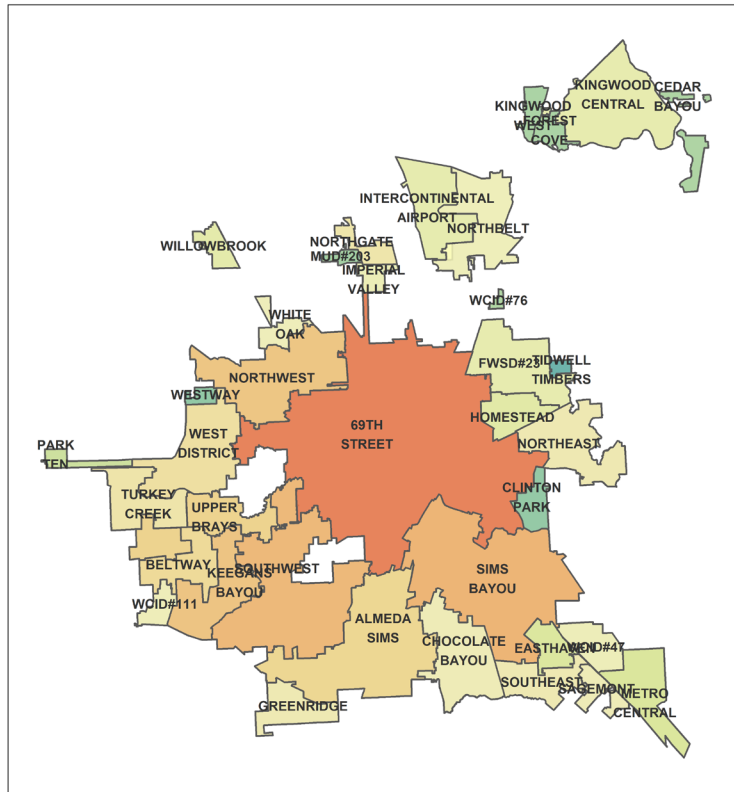 KINGWOOD
CENTRAL
CEDAR
BAYOU
KINGWOOD
WEST
FOREST
COVE
INTERCONTINENTAL
AIRPORT
NORTHBELT
WILLOWBROOK
NORTHGATE
MUD#203
IMPERIAL
VALLEY
WCID#76
WHITE
OAK
FWSD#23
TIDWELL
TIMBERS
NORTHWEST
WESTWAY
HOMESTEAD
69TH
STREET
WEST
DISTRICT
NORTHEAST
PARK
TEN
CLINTON
PARK
TURKEY
CREEK
UPPER
BRAYS
BELTWAY
KEEGANS
BAYOU
SOUTHWEST
SIMS
BAYOU
WCID#111
ALMEDA
SIMS
CHOCOLATE
BAYOU
EASTHAVEN
WCID#47
SOUTHEAST
SAGEMONT
METRO
CENTRAL
GREENRIDGE